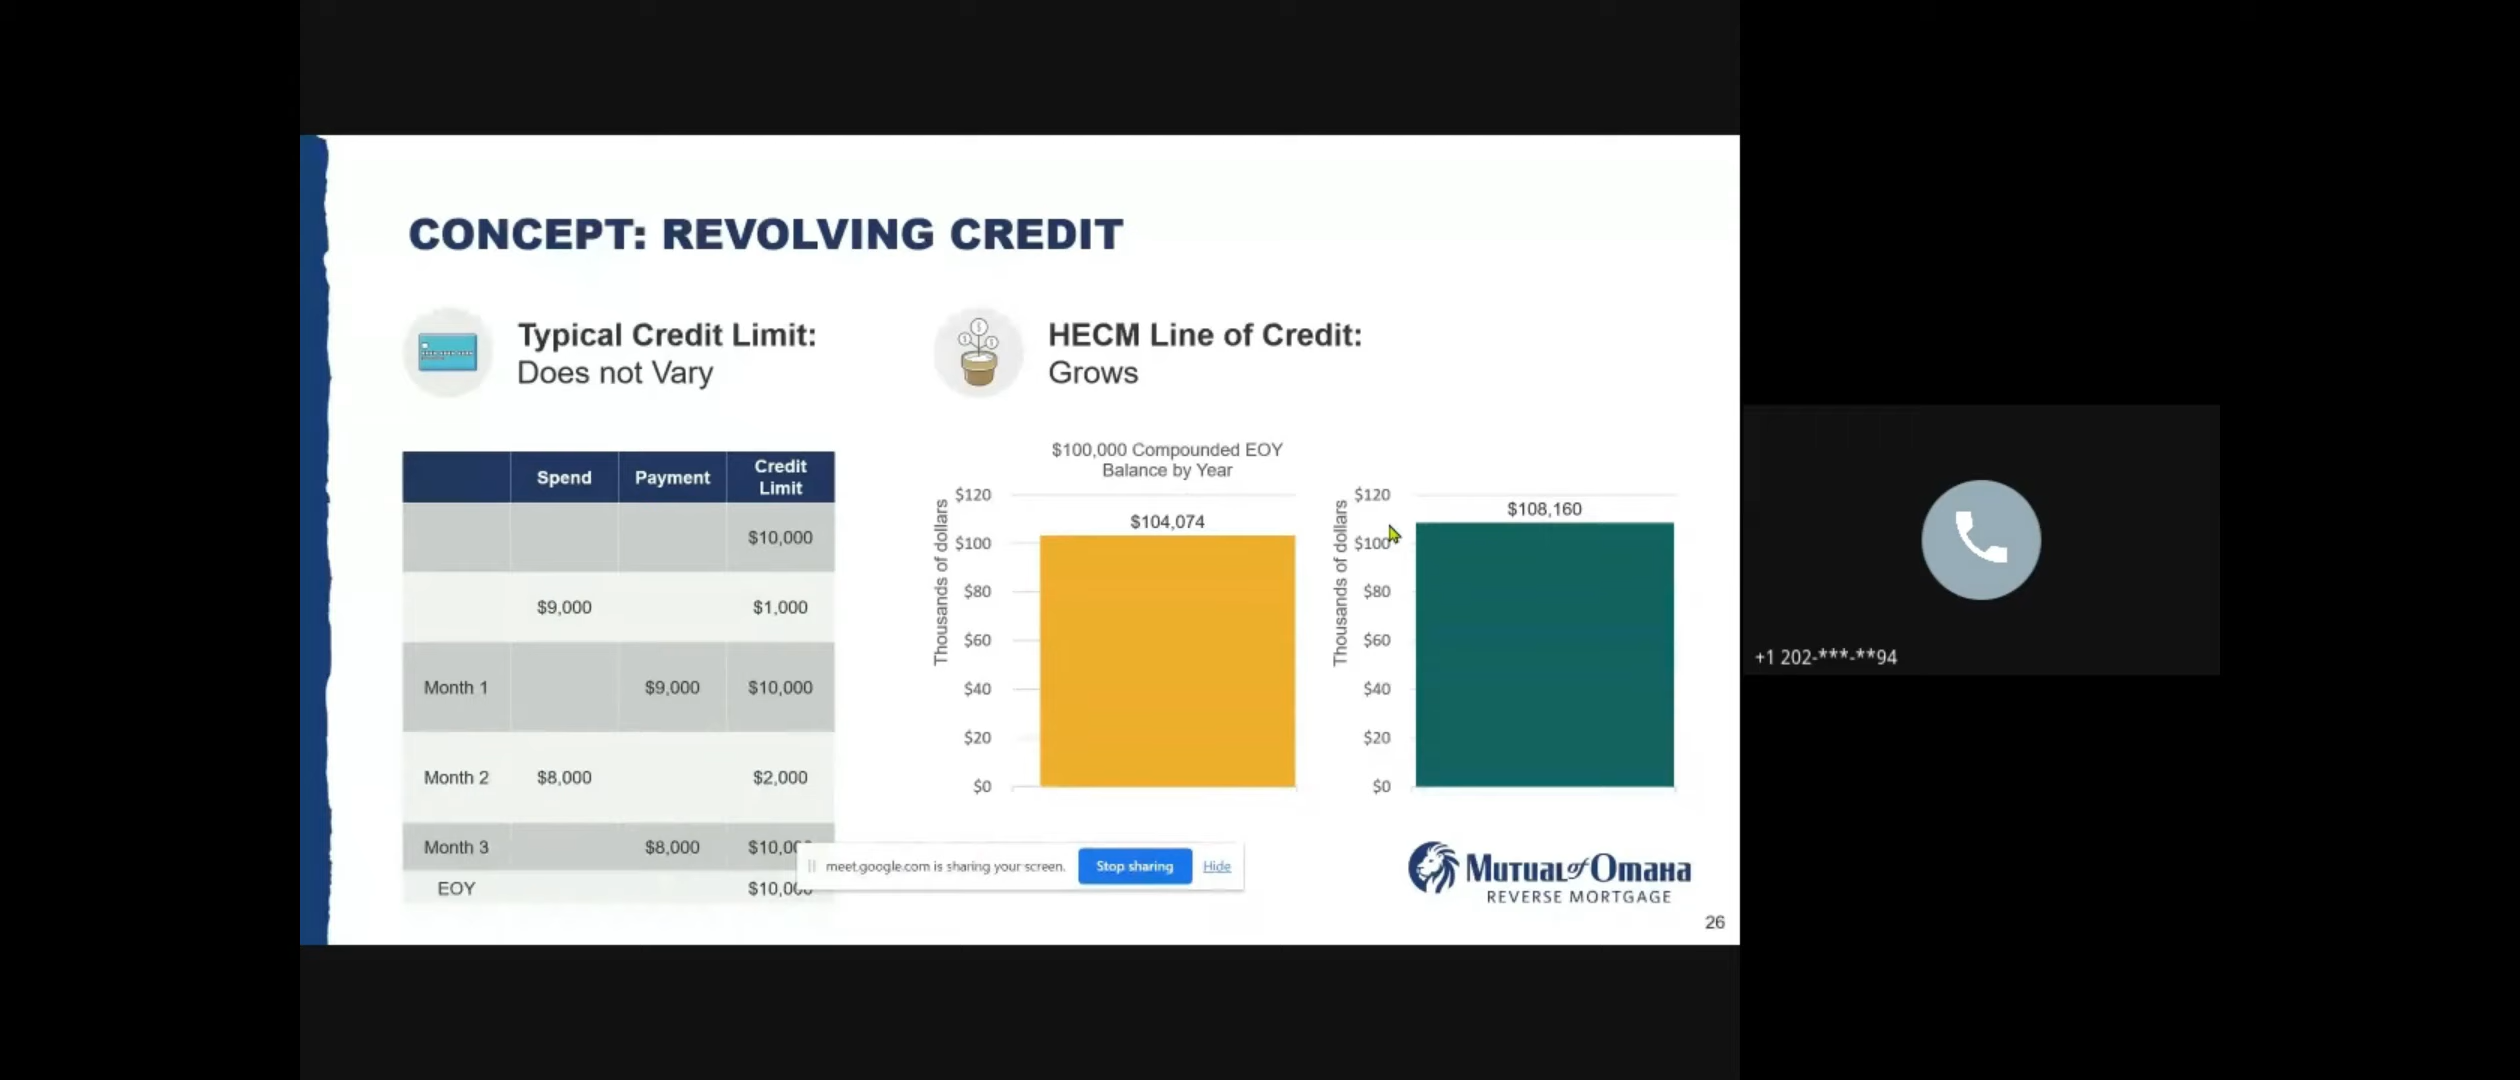 CONCEPT: REVOLVING CREDIT
Typical Credit Limit:
Does not Vary
HECM Line of Credit:
Grows
Spend Payment Credit Limit
$10,000
$9,000 $1,000
Month 1 $9,000 $10,000
Month 2 $8,000 $2,000
Month 3 $8,000 $10,00
EOY $10,000
$100,000 Compounded EOY
Balance by Year
Thousands of dollars
$120
$100
$80
$60
$40
$20
$0
$104,074
Thousands of dollars
$120
$100
$80
$60
$40
$20
$0
$108,160
meet.google.com is sharing your screen. Stop sharing Hide
Mutual of Omaha
REVERSE MORTGAGE
26
+1 202-***-**94